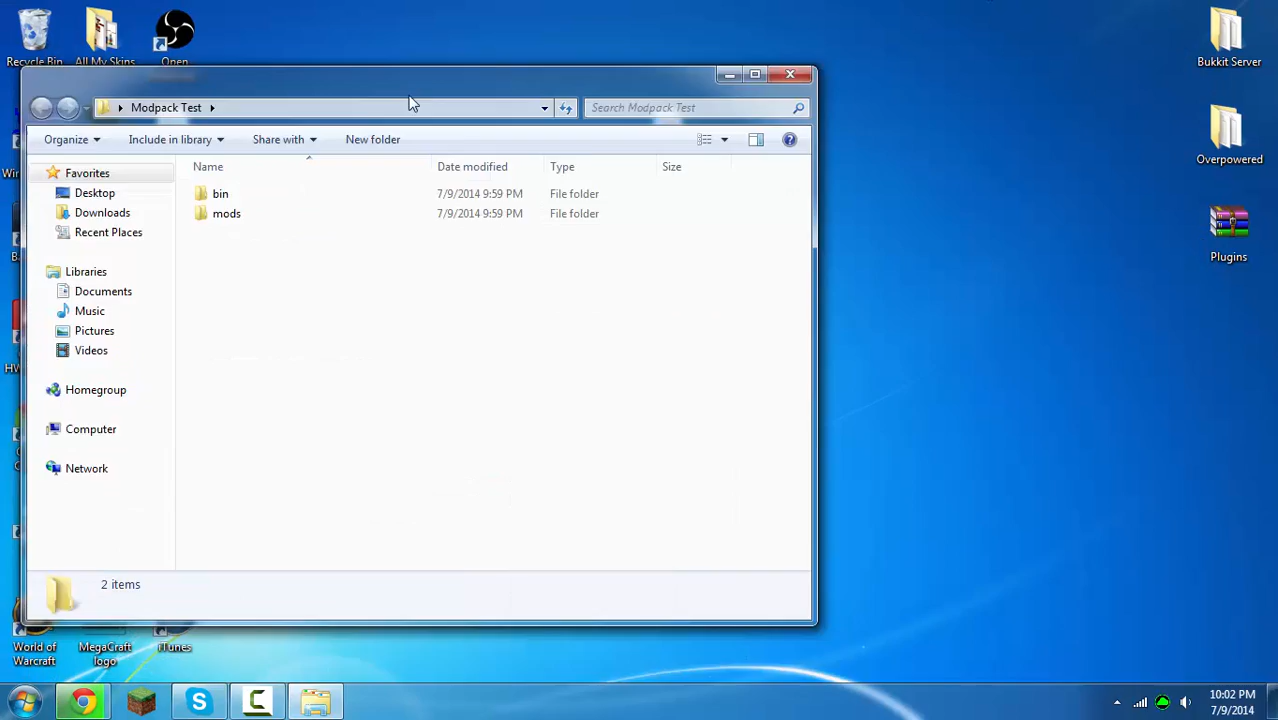 Recycle Bin
All My Skins
Open
Bukkit Server
Modpack Test
Search Modpack Test
Organize
Include in library
Share with
New folder
Overpowered
Name
Date modified
Type
Size
Favorites
Desktop
Downloads
Recent Places
bin
7/9/2014 9:59 PM
File folder
mods
7/9/2014 9:59 PM
File folder
Plugins
Libraries
Documents
Music
Pictures
Videos
Homegroup
Computer
Network
2 items
World of
Warcraft
MegaCraft
logo
iTunes
10:02 PM
7/9/2014